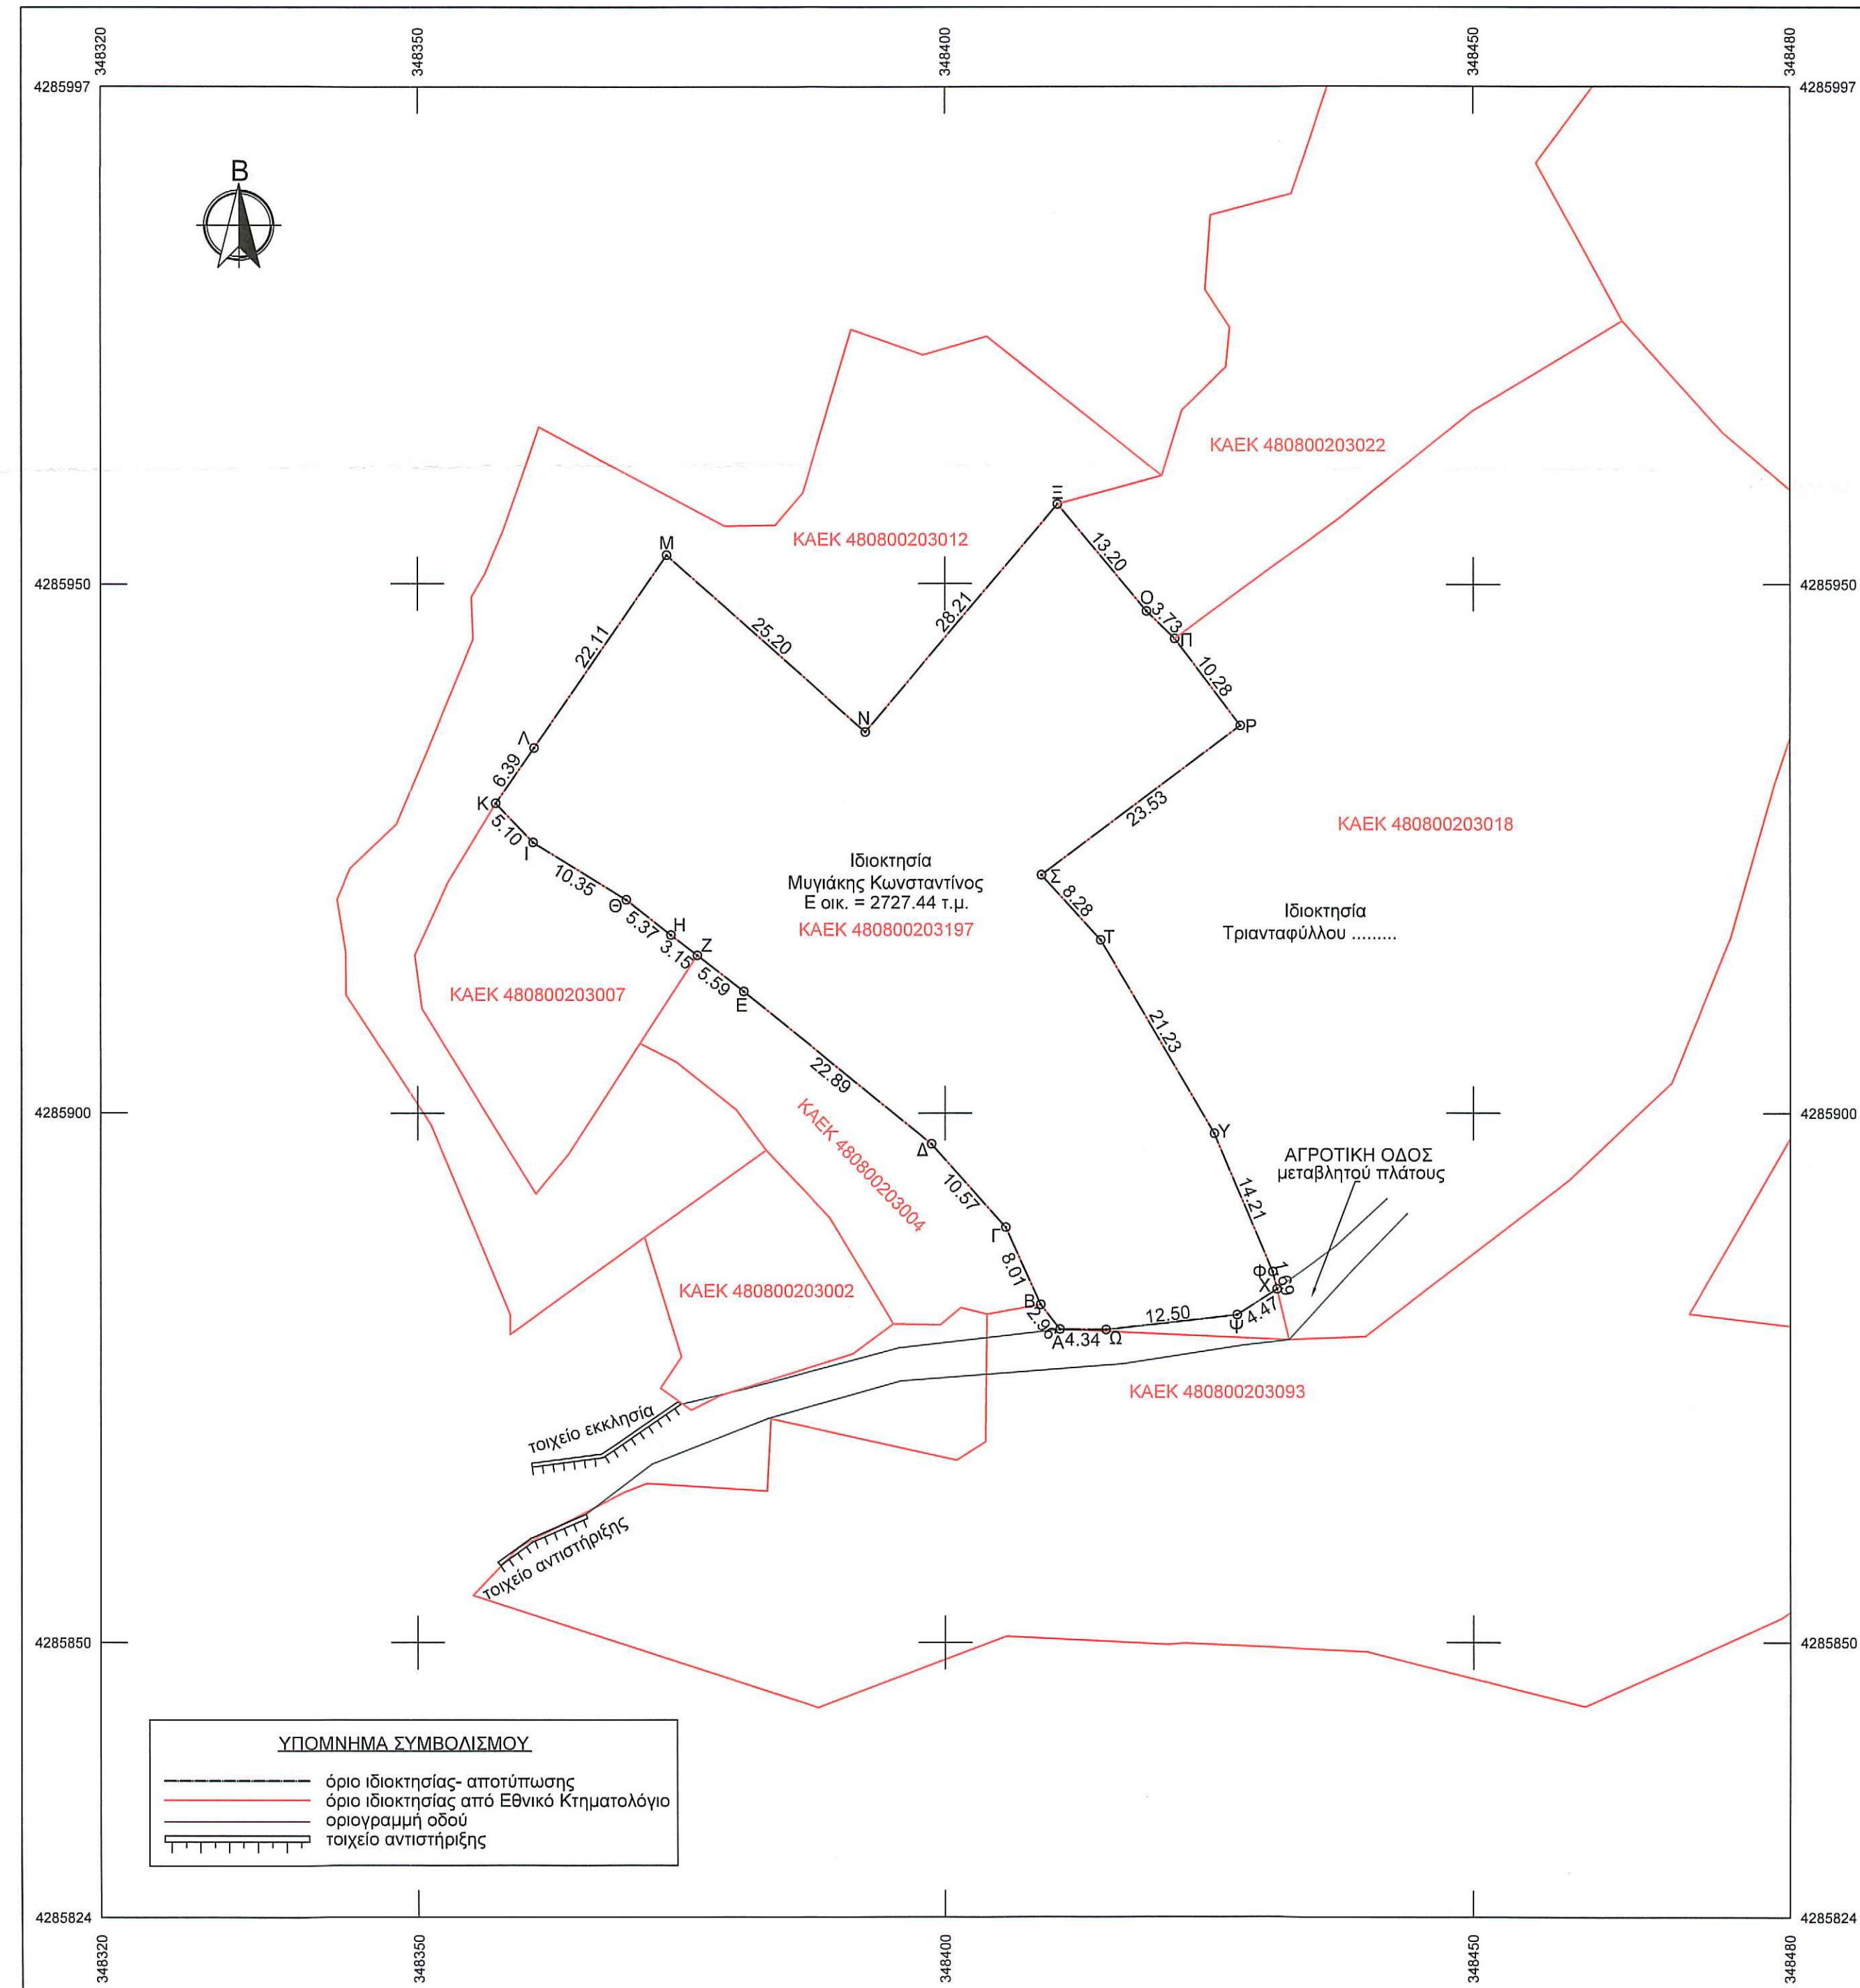 348320
348350
348400
348450
348480
4285997
4285997
Β
ΚΑΕΚ 480800203022
Ξ
ΚΑΕΚ 480800203012
Μ
13.20
4285950
4285950
Ο
3.73
Π
28.21
25.20
22.11
10.28
Ν
Ρ
Λ
6.39
Κ
5.10
Ι
23.53
ΚΑΕΚ 480800203018
Ιδιοκτησία
Μυγιάκης Κωνσταντίνος
Ε οικ. = 2727.44 τ.μ.
ΚΑΕΚ 480800203197
10.35
Θ
5.37
Η
3.15
Ζ
5.59
Ε
Σ
8.28
Τ
Ιδιοκτησία
Τριανταφύλλου .........
ΚΑΕΚ 480800203007
21.23
22.89
4285900
4285900
ΚΑΕΚ 480800203004
Δ
Υ
ΑΓΡΟΤΙΚΗ ΟΔΟΣ
μεταβλητού πλάτους
10.57
14.21
Γ
8.01
Φ
1.69
Χ
ΚΑΕΚ 480800203002
Β
2.96
Α
4.34
Ω
12.50
Ψ
4.47
ΚΑΕΚ 480800203093
τοιχείο εκκλησία
τοιχείο αντιστήριξης
4285850
4285850
ΥΠΟΜΝΗΜΑ ΣΥΜΒΟΛΙΣΜΟΥ
όριο ιδιοκτησίας- αποτύπωσης
όριο ιδιοκτησίας από Εθνικό Κτηματολόγιο
οριογραμμή οδού
τοιχείο αντιστήριξης
4285824
4285824
348320
348350
348400
348450
348480